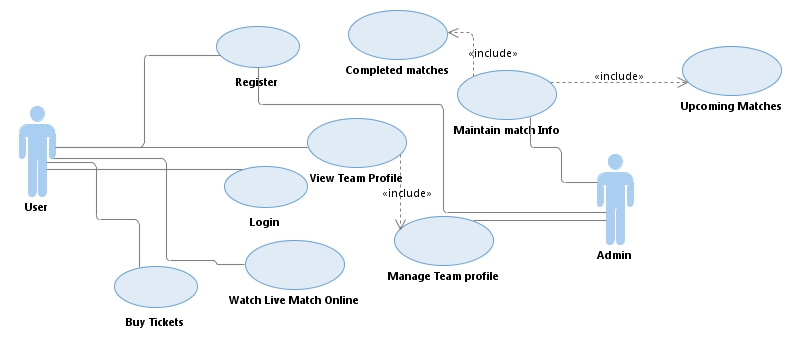 Register
Completed matches
«include»
«include»
Upcoming Matches
Maintain match Info
View Team Profile
«include»
User
Login
Admin
Manage Team profile
Watch Live Match Online
Buy Tickets